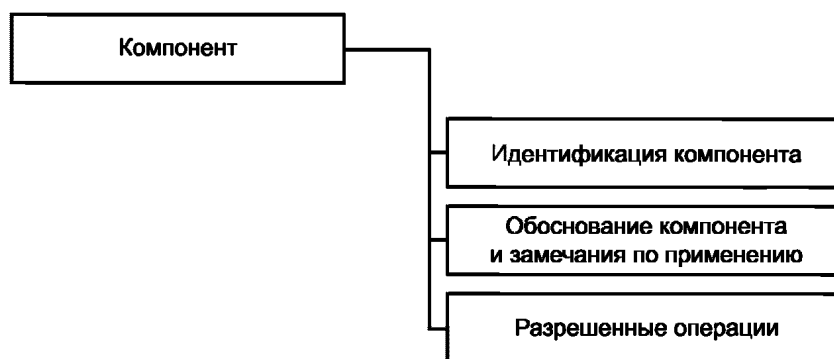 Компонент
Идентификация компонента
Обоснование компонента
и замечания по применению
Разрешенные операции